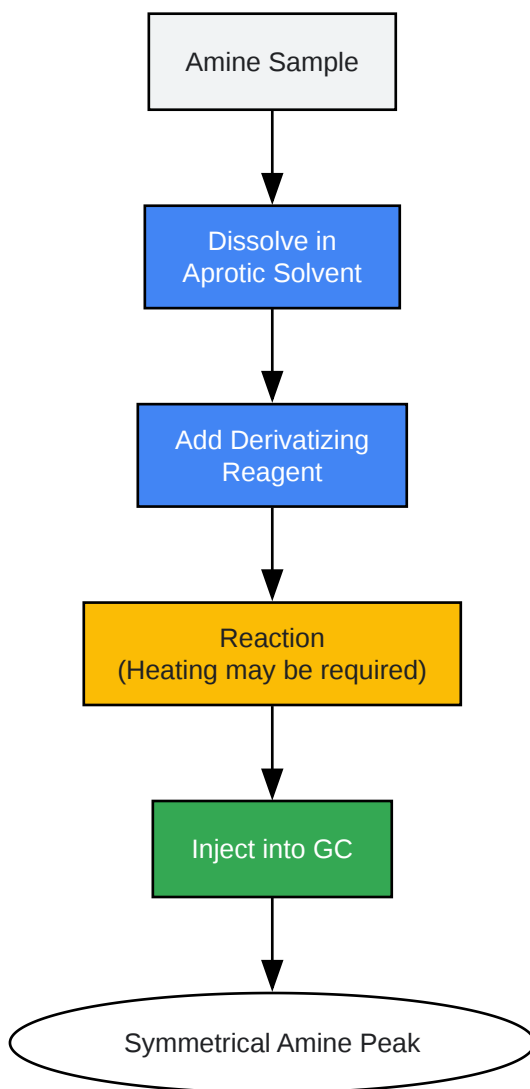 Amine Sample
Dissolve in
Aprotic Solvent
Add Derivatizing
Reagent
Reaction
(Heating may be required)
Inject into GC
Symmetrical Amine Peak